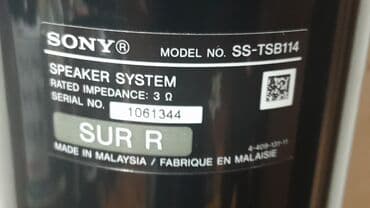 SONY® MODEL NO. SS-TSB114
SPEAKER SYSTEM
RATED IMPEDANCE: 3 Ω
SERIAL NO. 1061344
SUR R
4-409-131-11
MADE IN MALAYSIA / FABRIQUE EN MALAISIE